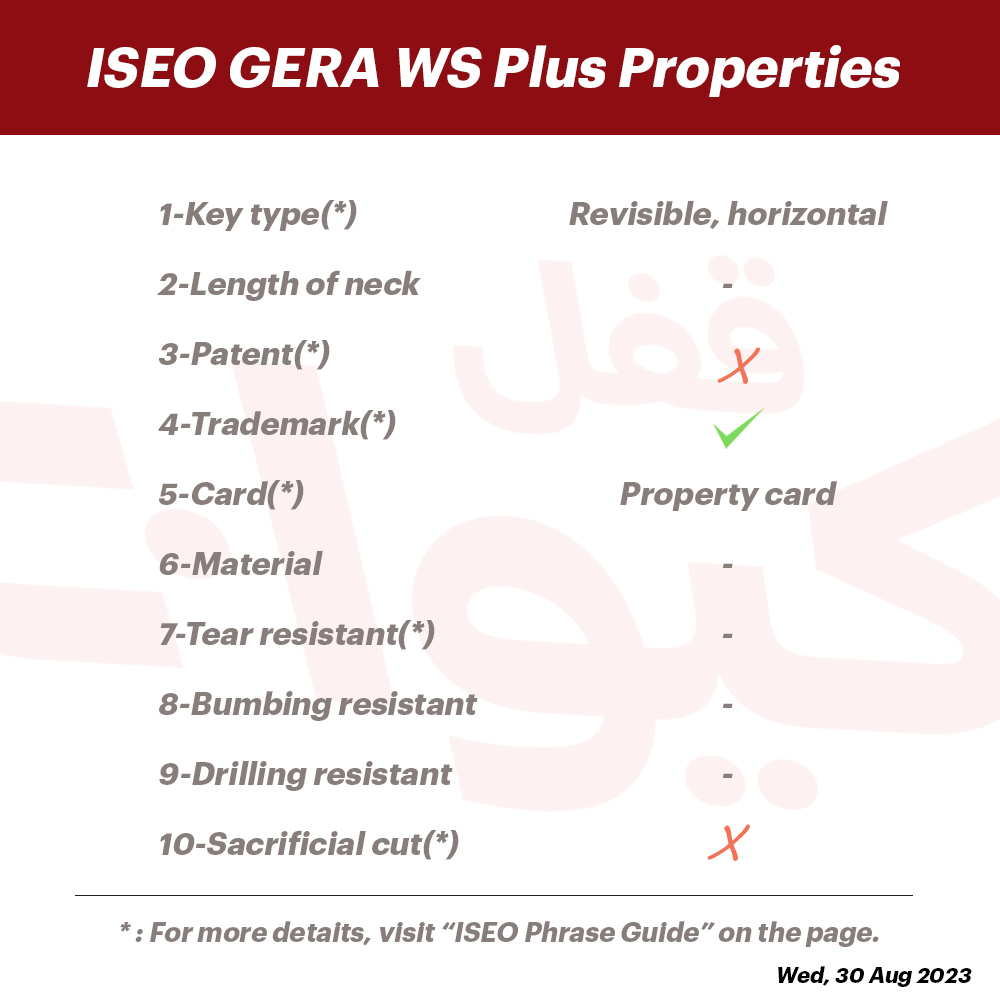 ISEO GERA WS Plus Properties
1-Key type(*) Revisible, horizontal
2-Length of neck -
3-Patent(*) ✗
4-Trademark(*) ✓
5-Card(*) Property card
6-Material -
7-Tear resistant(*) -
8-Bumbing resistant -
9-Drilling resistant -
10-Sacrificial cut(*) ✗
قفل
کیوان
* : For more detaits, visit “ISEO Phrase Guide” on the page.
Wed, 30 Aug 2023